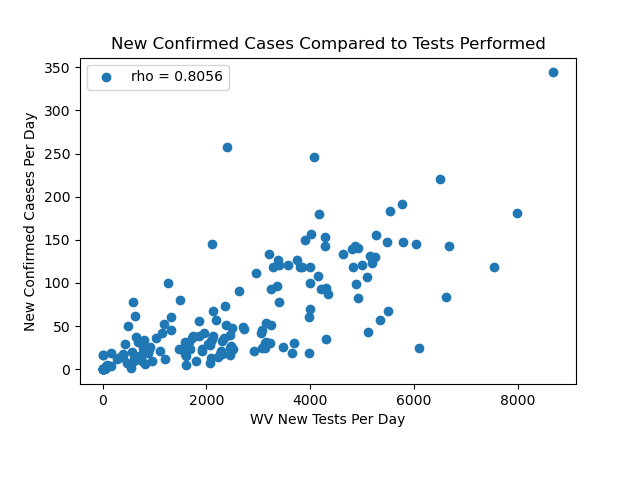 New Confirmed Cases Compared to Tests Performed
rho = 0.8056
New Confirmed Caeses Per Day
350
300
250
200
150
100
50
0
0 2000 4000 6000 8000
WV New Tests Per Day